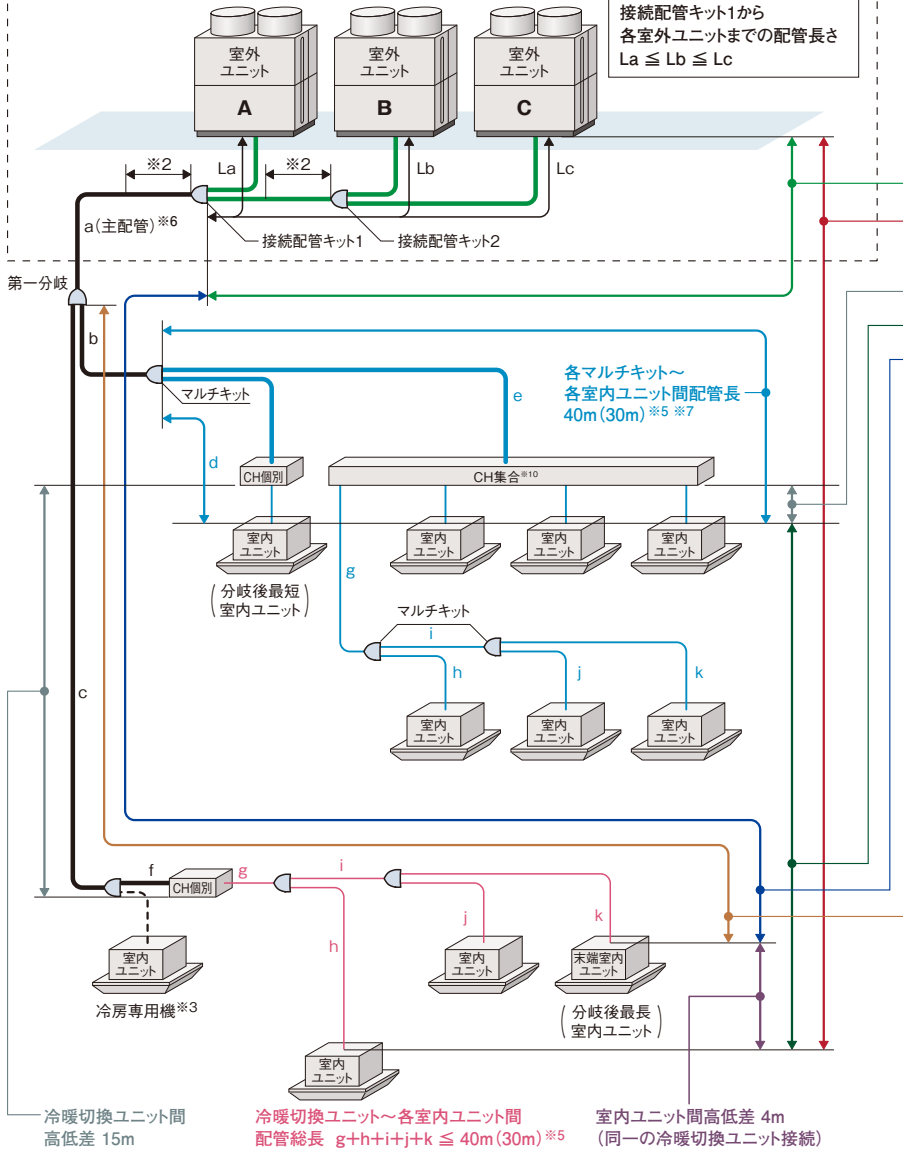 接続配管キット1から
各室外ユニットまでの配管長さ
La ≦ Lb ≦ Lc
室外
ユニット
A
室外
ユニット
B
室外
ユニット
C
※2
La
※2
Lb
Lc
a(主配管)※6
接続配管キット1
接続配管キット2
第一分岐
b
マルチキット
e
各マルチキット～
各室内ユニット間配管長
40m(30m)※5 ※7
d
CH個別
CH集合※10
室内
ユニット
室内
ユニット
室内
ユニット
室内
ユニット
(分岐後最短
室内ユニット)
g
マルチキット
i
h
j
k
c
室内
ユニット
室内
ユニット
室内
ユニット
f
CH個別
g
i
j
k
h
室内
ユニット
冷房専用機※3
室内
ユニット
末端室内
ユニット
(分岐後最長
室内ユニット)
室内
ユニット
冷暖切換ユニット間
高低差 15m
冷暖切換ユニット～各室内ユニット間
配管総長 g+h+i+j+k ≦ 40m(30m)※5
室内ユニット間高低差 4m
(同一の冷暖切換ユニット接続)